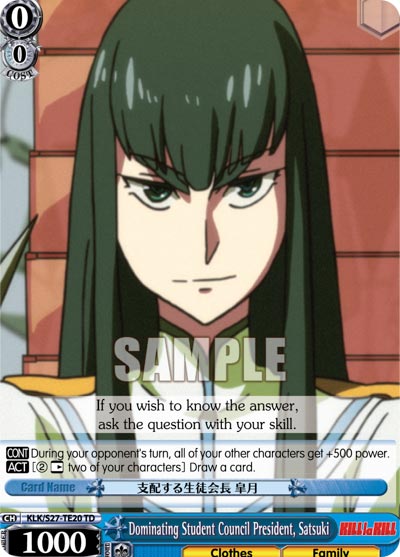 0
0
COST
SAMPLE
If you wish to know the answer,
ask the question with your skill.
CONT During your opponent's turn, all of your other characters get +500 power.
ACT [② two of your characters] Draw a card.
Card Name 支配する生徒会長 皐月
CH KLK/S27-TE20 TD
1000 Dominating Student Council President, Satsuki KILL la KILL
Clothes Family